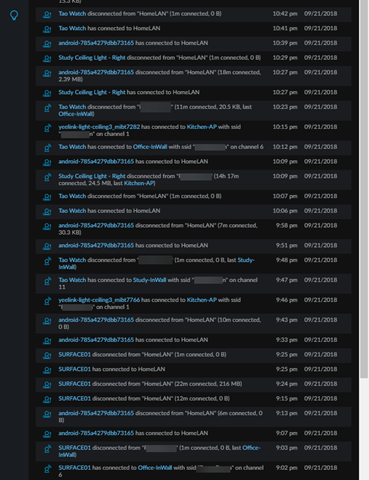 Tao Watch disconnected from "HomeLAN" (1m connected, 0 B) 10:42 pm 09/21/2018
Tao Watch has connected to HomeLAN 10:41 pm 09/21/2018
android-785a4279dbb73165 has connected to HomeLAN 10:39 pm 09/21/2018
Study Ceiling Light - Right disconnected from "HomeLAN" (1m connected, 0 B) 10:29 pm 09/21/2018
android-785a4279dbb73165 disconnected from "HomeLAN" (18m connected, 10:27 pm 09/21/2018
2.39 MB)
Study Ceiling Light - Right has connected to HomeLAN 10:27 pm 09/21/2018
Tao Watch disconnected from " " (11m connected, 20.5 KB, last 10:23 pm 09/21/2018
Office-InWall)
yeelink-light-ceiling3_mibt7282 has connected to Kitchen-AP with ssid 10:15 pm 09/21/2018
" n" on channel 1
Tao Watch has connected to Office-InWall with ssid " n" on channel 6 10:12 pm 09/21/2018
android-785a4279dbb73165 has connected to HomeLAN 10:09 pm 09/21/2018
Study Ceiling Light - Right disconnected from " " (14h 17m 10:09 pm 09/21/2018
connected, 24.5 MB, last Kitchen-AP)
Tao Watch disconnected from "HomeLAN" (1m connected, 0 B) 10:07 pm 09/21/2018
Tao Watch has connected to HomeLAN 10:06 pm 09/21/2018
android-785a4279dbb73165 disconnected from "HomeLAN" (7m connected, 9:58 pm 09/21/2018
30.3 KB)
android-785a4279dbb73165 has connected to HomeLAN 9:51 pm 09/21/2018
Tao Watch disconnected from " " (1m connected, 0 B, last Study- 9:48 pm 09/21/2018
InWall)
Tao Watch has connected to Study-InWall with ssid " n" on channel 9:47 pm 09/21/2018
11
yeelink-light-ceiling3_mibt7766 has connected to Kitchen-AP with ssid 9:46 pm 09/21/2018
" n" on channel 1
android-785a4279dbb73165 disconnected from "HomeLAN" (10m connected, 9:43 pm 09/21/2018
0 B)
android-785a4279dbb73165 has connected to HomeLAN 9:33 pm 09/21/2018
SURFACE01 disconnected from "HomeLAN" (1m connected, 0 B) 9:25 pm 09/21/2018
SURFACE01 has connected to HomeLAN 9:25 pm 09/21/2018
SURFACE01 disconnected from "HomeLAN" (22m connected, 216 MB) 9:24 pm 09/21/2018
SURFACE01 disconnected from "HomeLAN" (12m connected, 0 B) 9:15 pm 09/21/2018
android-785a4279dbb73165 disconnected from "HomeLAN" (6m connected, 0 9:13 pm 09/21/2018
B)
android-785a4279dbb73165 has connected to HomeLAN 9:07 pm 09/21/2018
SURFACE01 disconnected from " " (1m connected, 0 B, last Office- 9:03 pm 09/21/2018
InWall)
SURFACE01 has connected to Office-InWall with ssid " n" on channel 9:02 pm 09/21/2018
6